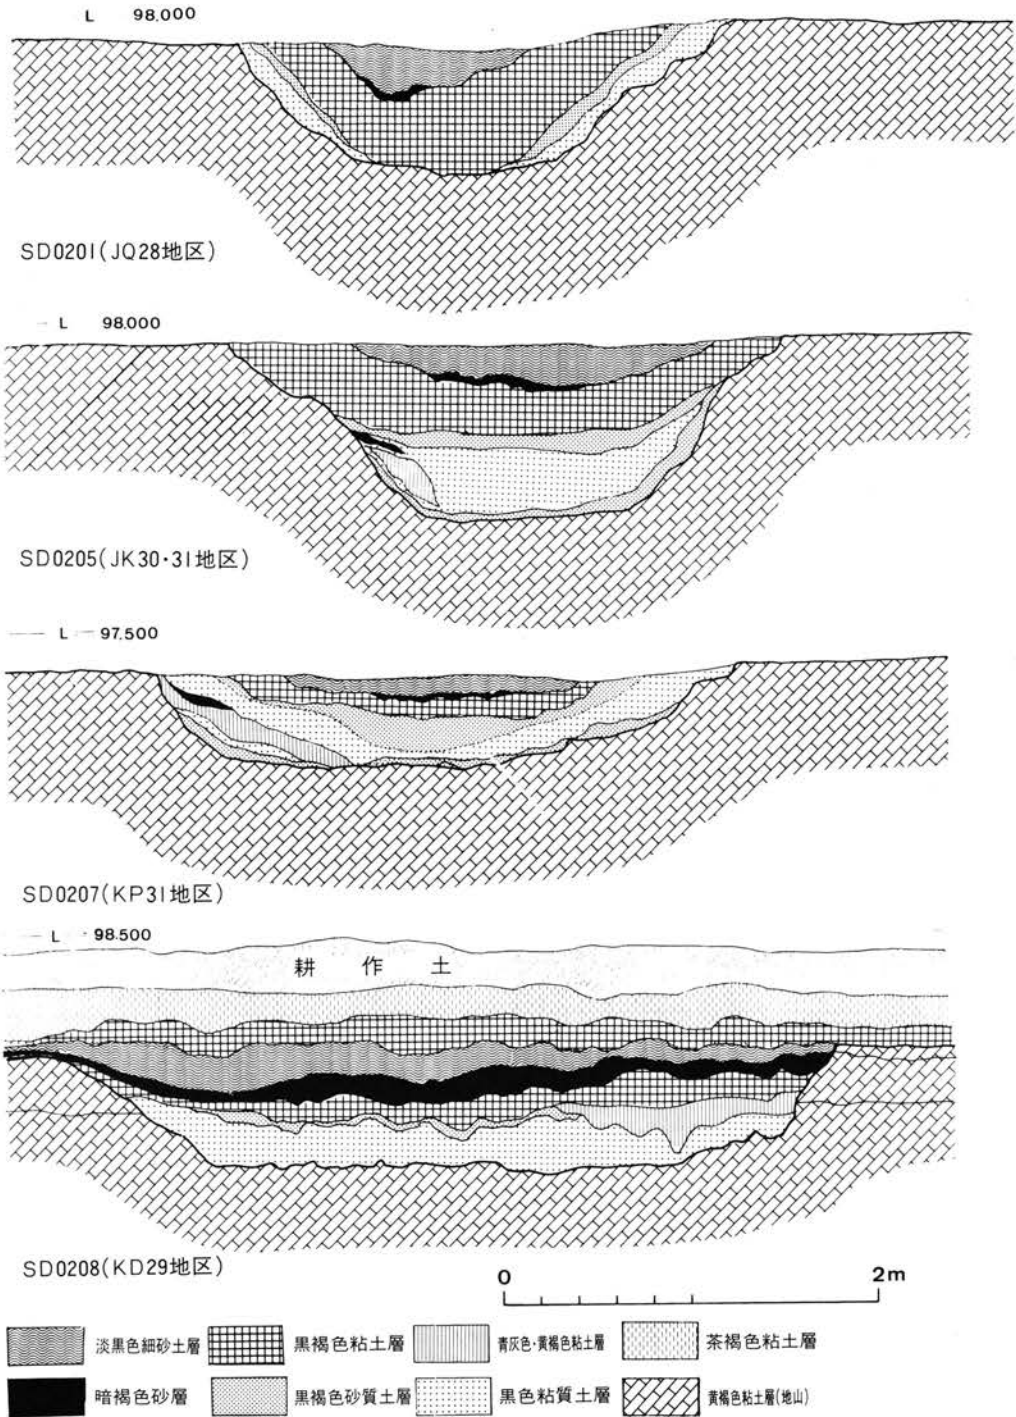 L 98.000
SD0201(JQ28地区)
L 98.000
SD0205(JK30・31地区)
L 97.500
SD0207(KP31地区)
L 98.500
耕作土
SD0208(KD29地区)
0 2m
淡黒色細砂土層 黒褐色粘土層 青灰色・黄褐色粘土層 茶褐色粘土層
暗褐色砂層 黒褐色砂質土層 黒色粘質土層 黄褐色粘土層(地山)